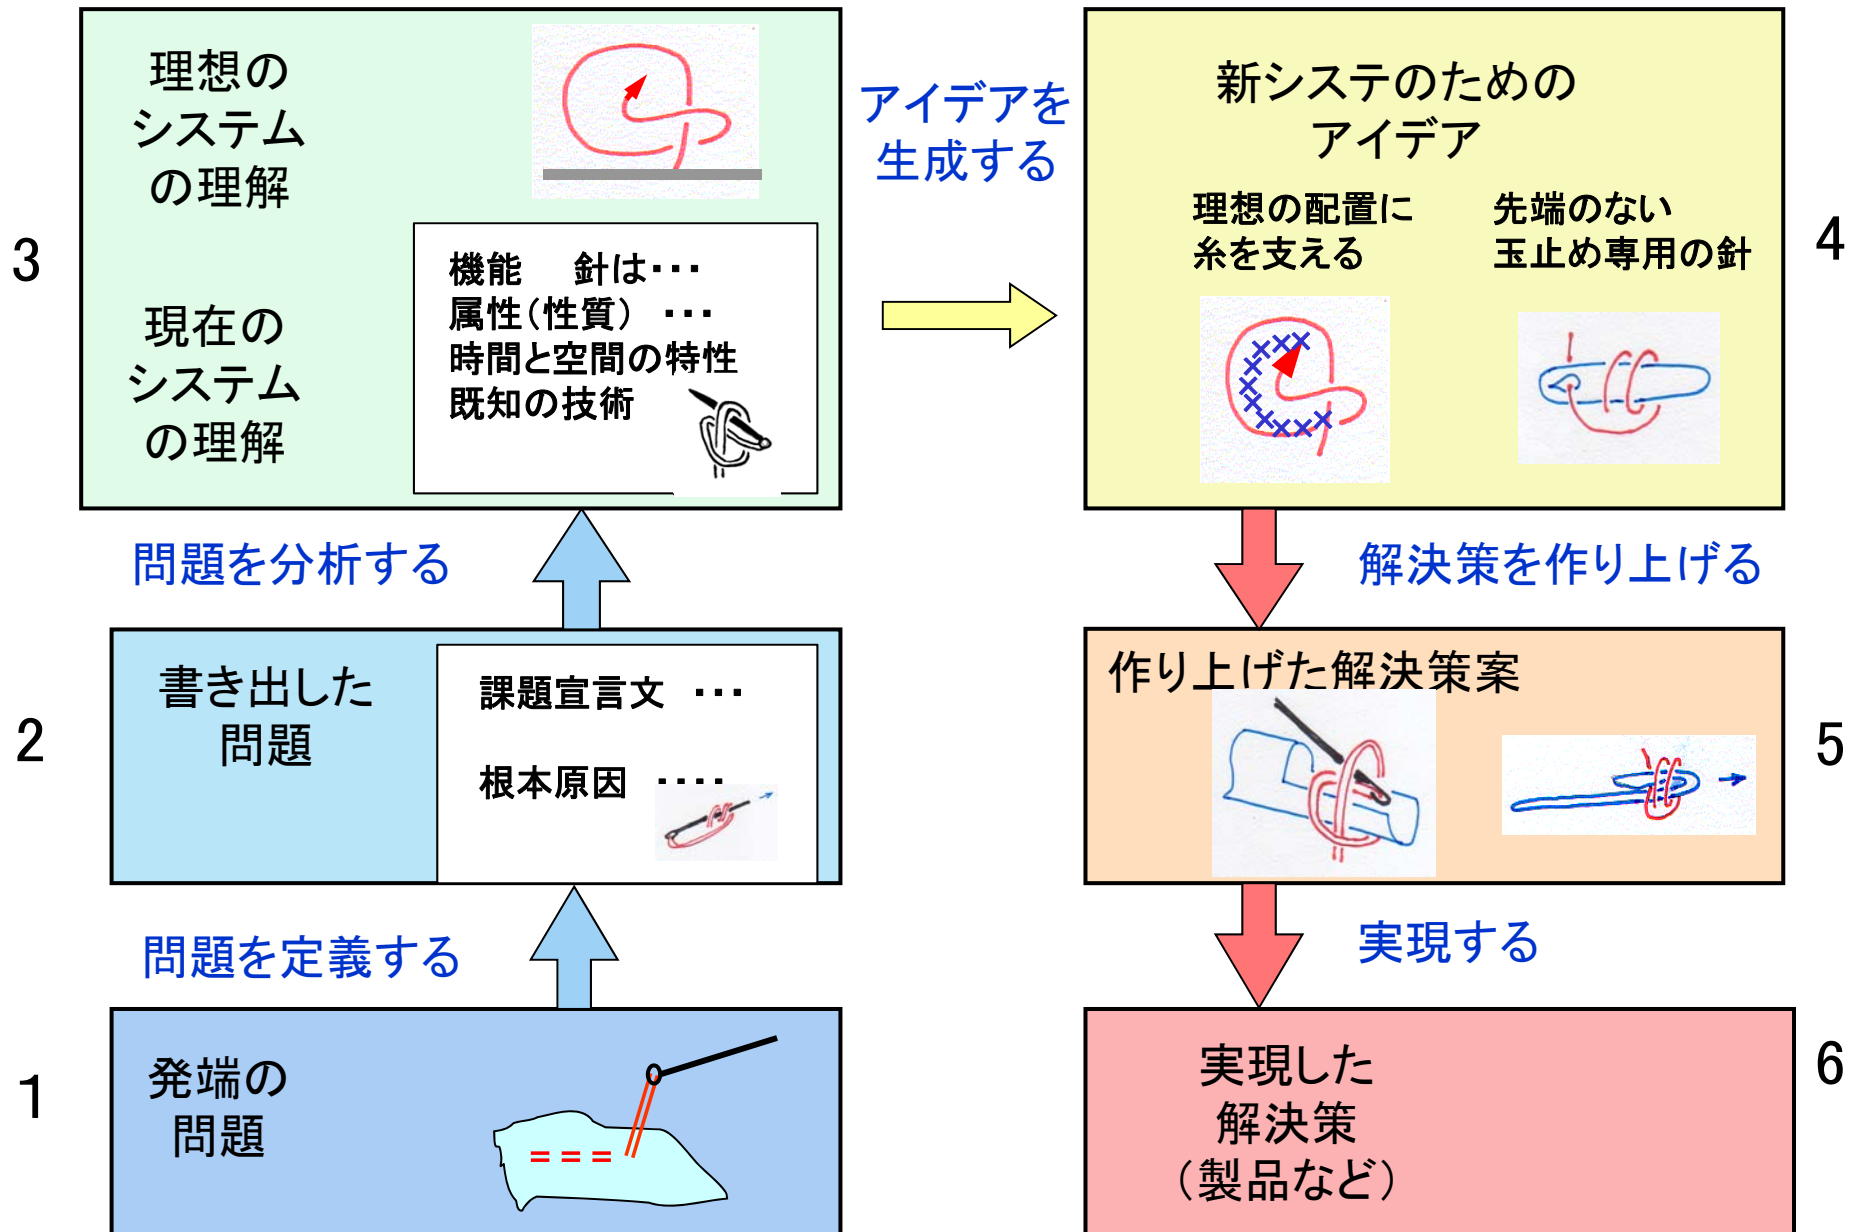 理想の
システム
の理解
3
機能 針は・・・
属性(性質) ・・・
時間と空間の特性
既知の技術
現在の
システム
の理解
アイデアを
生成する
新システのための
アイデア
理想の配置に
糸を支える
先端のない
玉止め専用の針
4
問題を分析する
解決策を作り上げる
2
書き出した
問題
課題宣言文 ・・・
根本原因 ・・・・
作り上げた解決策案
5
問題を定義する
実現する
1
発端の
問題
= = =
実現した
解決策
(製品など)
6